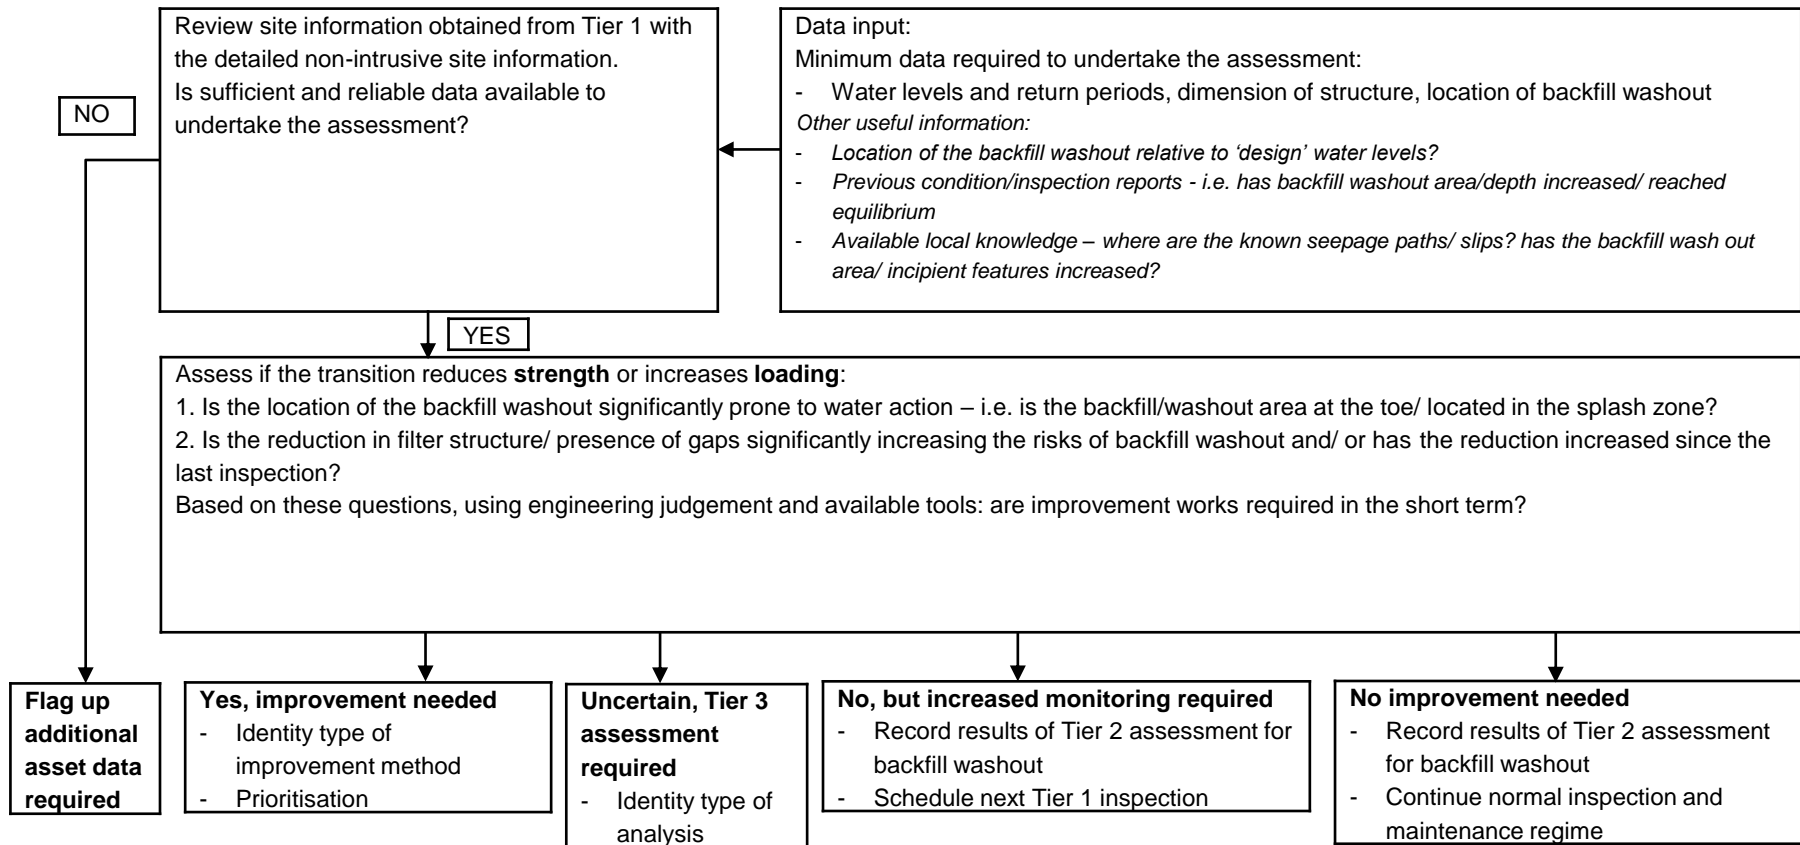 Review site information obtained from Tier 1 with
the detailed non-intrusive site information.
Is sufficient and reliable data available to
undertake the assessment?
Data input:
Minimum data required to undertake the assessment:
- Water levels and return periods, dimension of structure, location of backfill washout
Other useful information:
- Location of the backfill washout relative to ‘design’ water levels?
- Previous condition/inspection reports - i.e. has backfill washout area/depth increased/ reached
equilibrium
- Available local knowledge – where are the known seepage paths/ slips? has the backfill wash out
area/ incipient features increased?
NO
YES
Assess if the transition reduces strength or increases loading:
1. Is the location of the backfill washout significantly prone to water action – i.e. is the backfill/washout area at the toe/ located in the splash zone?
2. Is the reduction in filter structure/ presence of gaps significantly increasing the risks of backfill washout and/ or has the reduction increased since the
last inspection?
Based on these questions, using engineering judgement and available tools: are improvement works required in the short term?
Flag up
additional
asset data
required
Yes, improvement needed
- Identity type of
improvement method
- Prioritisation
Uncertain, Tier 3
assessment
required
- Identity type of
analysis
No, but increased monitoring required
- Record results of Tier 2 assessment for
backfill washout
- Schedule next Tier 1 inspection
No improvement needed
- Record results of Tier 2 assessment
for backfill washout
- Continue normal inspection and
maintenance regime